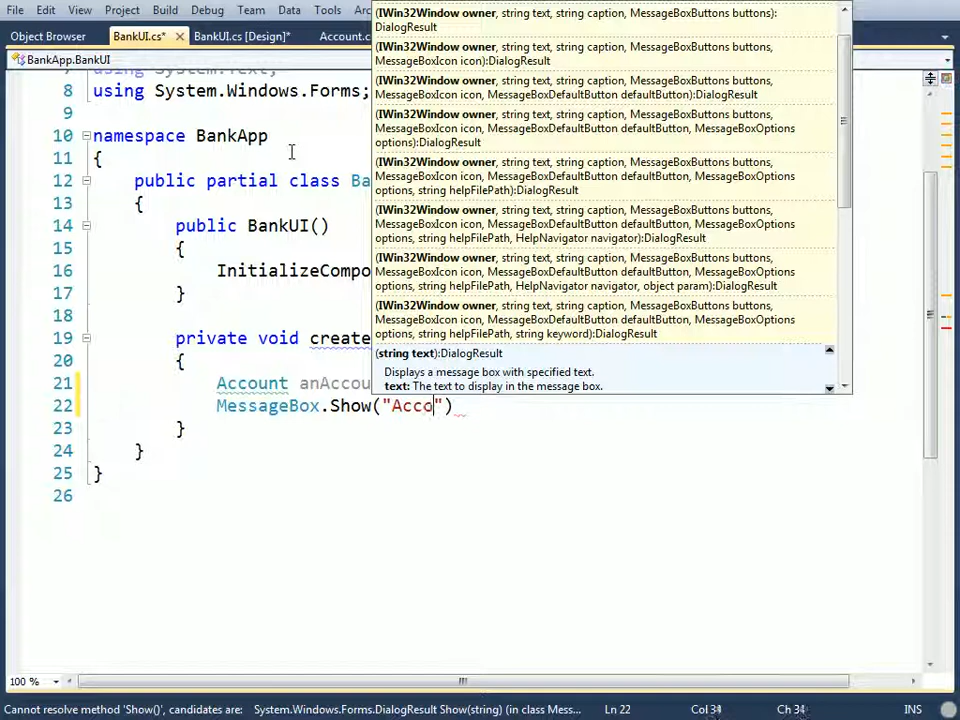 File Edit View Project Build Debug Team Data Tools
Object Browser BankUI.cs* BankUI.cs [Design]* Account.c
BankApp.BankUI
using System.Text;
8 using System.Windows.Forms;
9
10 namespace BankApp
11 {
12 public partial class Ba
13 {
14 public BankUI()
15 {
16 InitializeCompo
17 }
18
19 private void create
20 {
21 Account anAccou
22 MessageBox.Show("Acco")
23 }
24 }
25 }
26
(IWin32Window owner, string text, string caption, MessageBoxButtons buttons):
DialogResult
(IWin32Window owner, string text, string caption, MessageBoxButtons buttons,
MessageBoxIcon icon):DialogResult
(IWin32Window owner, string text, string caption, MessageBoxButtons buttons,
MessageBoxIcon icon, MessageBoxDefaultButton defaultButton):DialogResult
(IWin32Window owner, string text, string caption, MessageBoxButtons buttons,
MessageBoxIcon icon, MessageBoxDefaultButton defaultButton, MessageBoxOptions
options):DialogResult
(IWin32Window owner, string text, string caption, MessageBoxButtons buttons,
MessageBoxIcon icon, MessageBoxDefaultButton defaultButton, MessageBoxOptions
options, string helpFilePath):DialogResult
(IWin32Window owner, string text, string caption, MessageBoxButtons buttons,
MessageBoxIcon icon, MessageBoxDefaultButton defaultButton, MessageBoxOptions
options, string helpFilePath, HelpNavigator navigator):DialogResult
(IWin32Window owner, string text, string caption, MessageBoxButtons buttons,
MessageBoxIcon icon, MessageBoxDefaultButton defaultButton, MessageBoxOptions
options, string helpFilePath, HelpNavigator navigator, object param):DialogResult
(IWin32Window owner, string text, string caption, MessageBoxButtons buttons,
MessageBoxIcon icon, MessageBoxDefaultButton defaultButton, MessageBoxOptions
options, string helpFilePath, string keyword):DialogResult
(string text):DialogResult
Displays a message box with specified text.
text: The text to display in the message box.
100 %
Cannot resolve method 'Show()', candidates are: System.Windows.Forms.DialogResult Show(string) (in class Mess... Ln 22 Col 34 Ch 34 INS